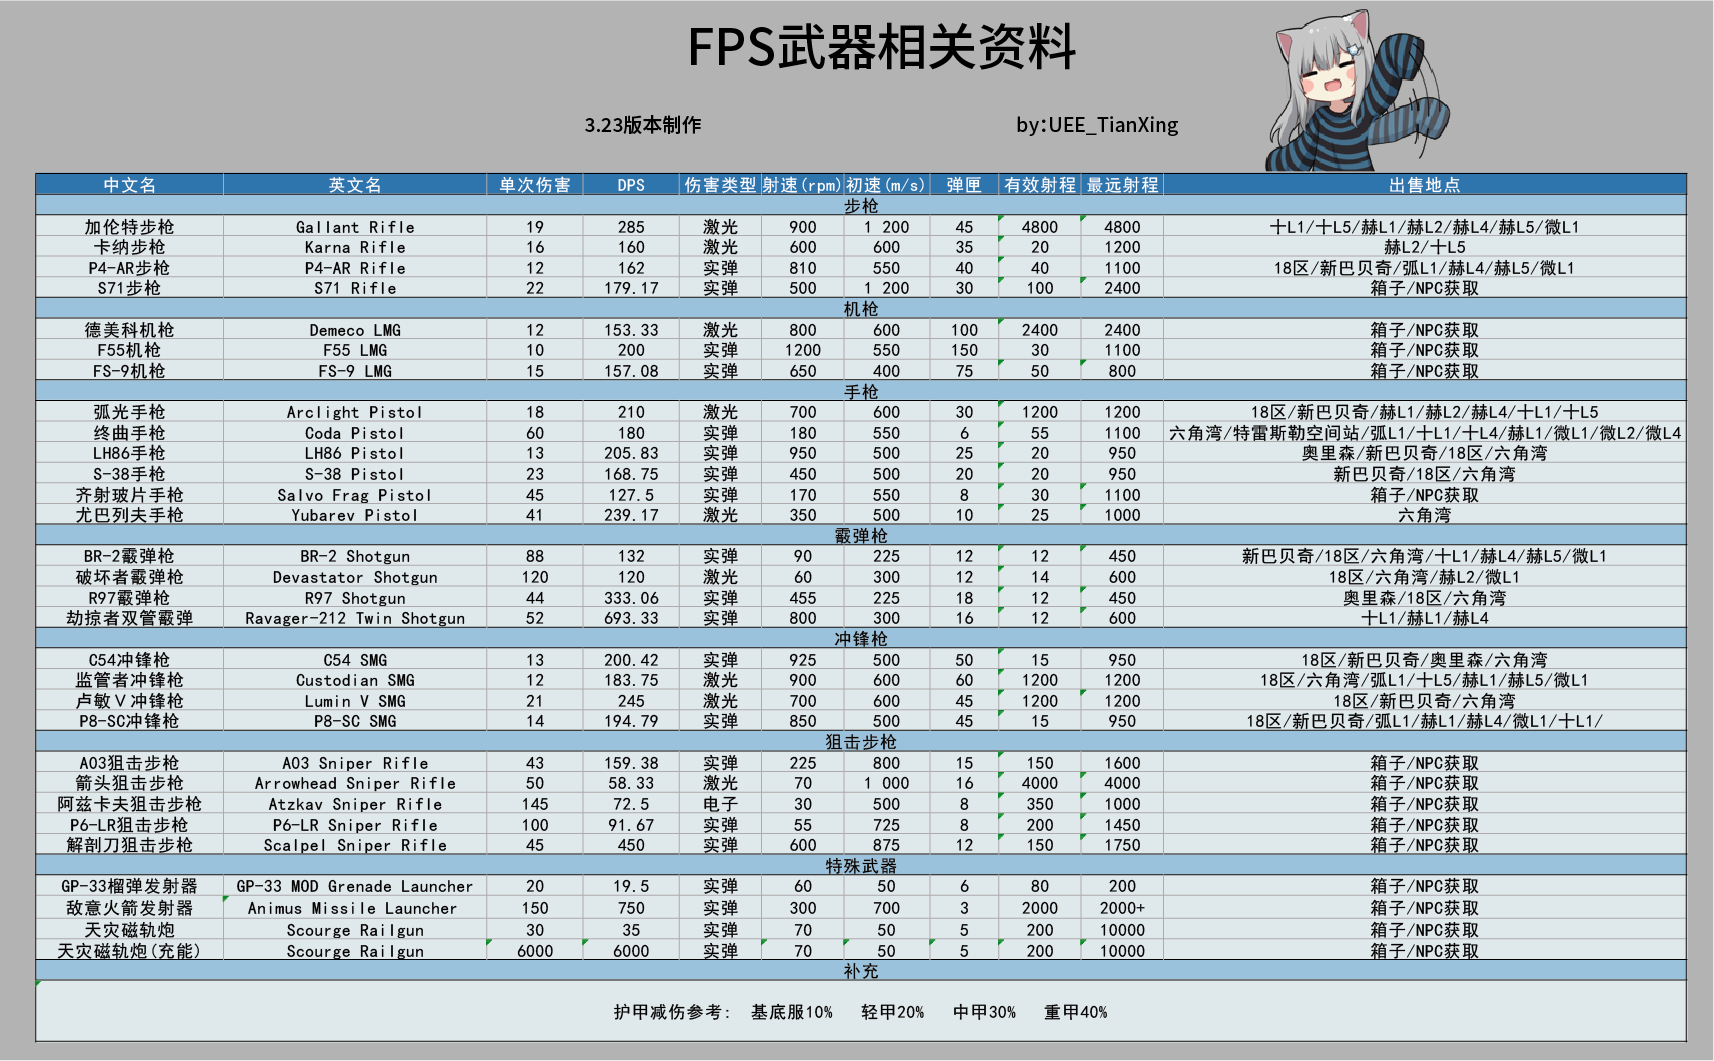 FPS武器相关资料
3.23版本制作 by:UEE_TianXing
中文名 英文名 单次伤害 DPS 伤害类型 射速(rpm) 初速(m/s) 弹匣 有效射程 最远射程 出售地点
步枪
加伦特步枪 Gallant Rifle 19 285 激光 900 1 200 45 4800 4800 十L1/十L5/赫L1/赫L2/赫L4/赫L5/微L1
卡纳步枪 Karna Rifle 16 160 激光 600 600 35 20 1200 赫L2/十L5
P4-AR步枪 P4-AR Rifle 12 162 实弹 810 550 40 40 1100 18区/新巴贝奇/弧L1/赫L4/赫L5/微L1
S71步枪 S71 Rifle 22 179.17 实弹 500 1 200 30 100 2400 箱子/NPC获取
机枪
德美科机枪 Demeco LMG 12 153.33 激光 800 600 100 2400 2400 箱子/NPC获取
F55机枪 F55 LMG 10 200 实弹 1200 550 150 30 1100 箱子/NPC获取
FS-9机枪 FS-9 LMG 15 157.08 实弹 650 400 75 50 800 箱子/NPC获取
手枪
弧光手枪 Arclight Pistol 18 210 激光 700 600 30 1200 1200 18区/新巴贝奇/赫L1/赫L2/赫L4/十L1/十L5
终曲手枪 Coda Pistol 60 180 实弹 180 550 6 55 1100 六角湾/特雷斯勒空间站/弧L1/十L1/十L4/赫L1/微L1/微L2/微L4
LH86手枪 LH86 Pistol 13 205.83 实弹 950 500 25 20 950 奥里森/新巴贝奇/18区/六角湾
S-38手枪 S-38 Pistol 23 168.75 实弹 450 500 20 20 950 新巴贝奇/18区/六角湾
齐射玻片手枪 Salvo Frag Pistol 45 127.5 实弹 170 550 8 30 1100 箱子/NPC获取
尤巴列夫手枪 Yubarev Pistol 41 239.17 激光 350 500 10 25 1000 六角湾
霰弹枪
BR-2霰弹枪 BR-2 Shotgun 88 132 实弹 90 225 12 12 450 新巴贝奇/18区/六角湾/十L1/赫L4/赫L5/微L1
破坏者霰弹枪 Devastator Shotgun 120 120 激光 60 300 12 14 600 18区/六角湾/赫L2/微L1
R97霰弹枪 R97 Shotgun 44 333.06 实弹 455 225 18 12 450 奥里森/18区/六角湾
劫掠者双管霰弹 Ravager-212 Twin Shotgun 52 693.33 实弹 800 300 16 12 600 十L1/赫L1/赫L4
冲锋枪
C54冲锋枪 C54 SMG 13 200.42 实弹 925 500 50 15 950 18区/新巴贝奇/奥里森/六角湾
监管者冲锋枪 Custodian SMG 12 183.75 激光 900 600 60 1200 1200 18区/六角湾/弧L1/十L5/赫L1/赫L5/微L1
卢敏Ⅴ冲锋枪 Lumin V SMG 21 245 激光 700 600 45 1200 1200 18区/新巴贝奇/六角湾
P8-SC冲锋枪 P8-SC SMG 14 194.79 实弹 850 500 45 15 950 18区/新巴贝奇/弧L1/赫L1/赫L4/微L1/十L1/
狙击步枪
A03狙击步枪 A03 Sniper Rifle 43 159.38 实弹 225 800 15 150 1600 箱子/NPC获取
箭头狙击步枪 Arrowhead Sniper Rifle 50 58.33 激光 70 1 000 16 4000 4000 箱子/NPC获取
阿兹卡夫狙击步枪 Atzkav Sniper Rifle 145 72.5 电子 30 500 8 350 1000 箱子/NPC获取
P6-LR狙击步枪 P6-LR Sniper Rifle 100 91.67 实弹 55 725 8 200 1450 箱子/NPC获取
解剖刀狙击步枪 Scalpel Sniper Rifle 45 450 实弹 600 875 12 150 1750 箱子/NPC获取
特殊武器
GP-33榴弹发射器 GP-33 MOD Grenade Launcher 20 19.5 实弹 60 50 6 80 200 箱子/NPC获取
敌意火箭发射器 Animus Missile Launcher 150 750 实弹 300 700 3 2000 2000+ 箱子/NPC获取
天灾磁轨炮 Scourge Railgun 30 35 实弹 70 50 5 200 10000 箱子/NPC获取
天灾磁轨炮(充能) Scourge Railgun 6000 6000 实弹 70 50 5 200 10000 箱子/NPC获取
补充
护甲减伤参考: 基底服10% 轻甲20% 中甲30% 重甲40%